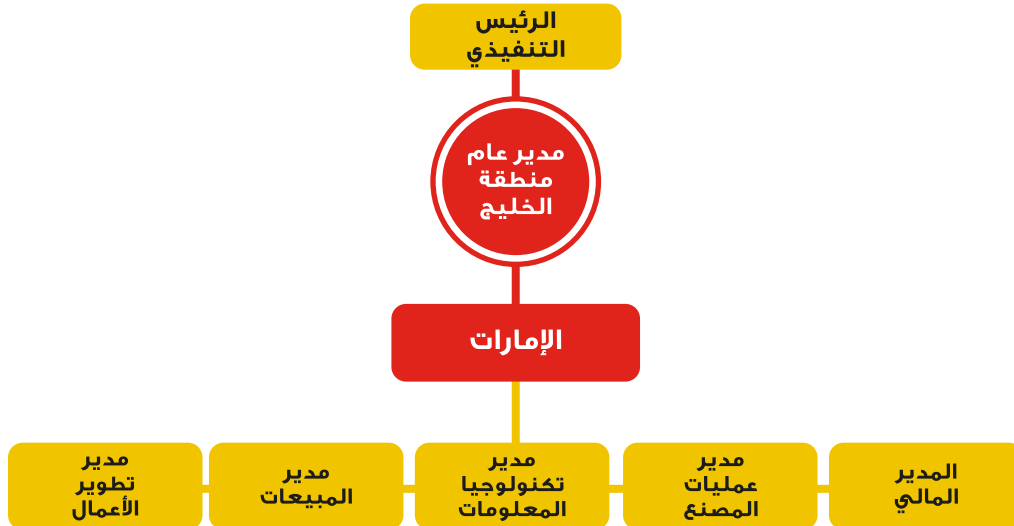 الرئيس
التنفيذي
مدير عام
منطقة
الخليج
الإمارات
المدير
المالي
مدير
عمليات
المصنع
مدير
تكنولوجيا
المعلومات
مدير
المبيعات
مدير
تطوير
الأعمال